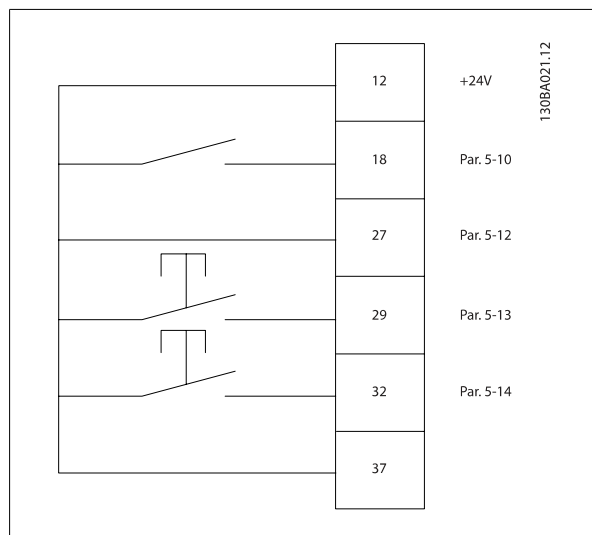 130BA021.12
12 +24V
18 Par. 5-10
27 Par. 5-12
29 Par. 5-13
32 Par. 5-14
37